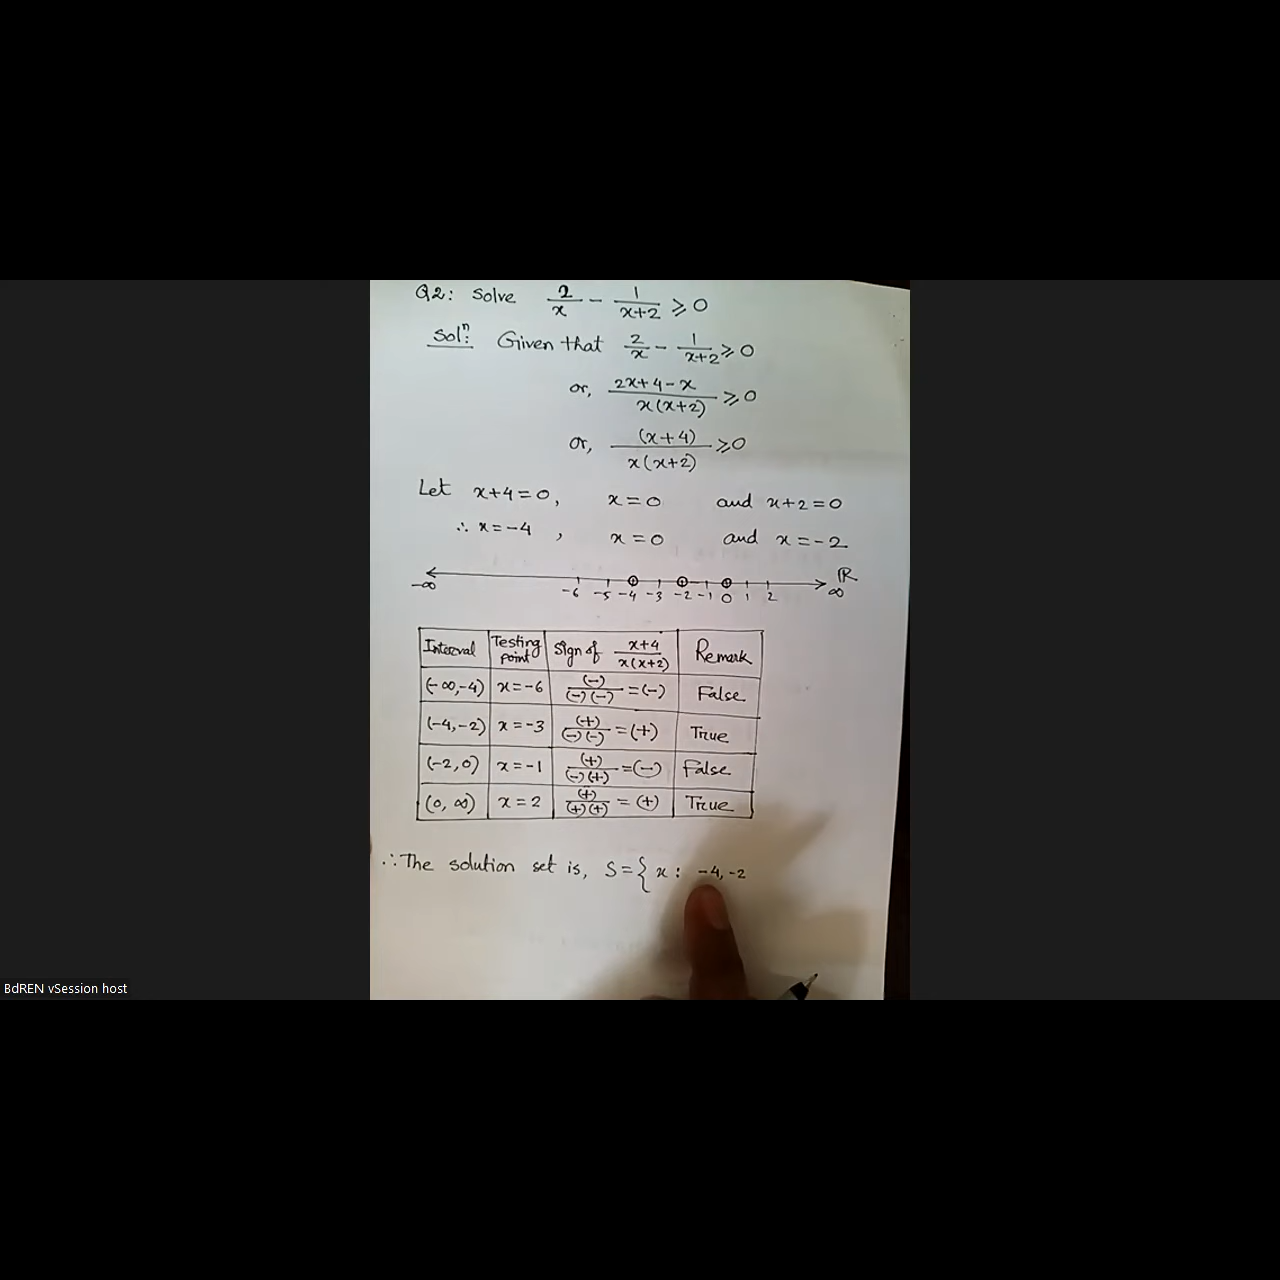 Q2: Solve 2/x - 1/(x+2) ⩾ 0
Solⁿ: Given that 2/x - 1/(x+2) ⩾ 0
or, (2x+4-x)/(x(x+2)) ⩾ 0
or, (x+4)/(x(x+2)) ⩾ 0
Let x+4=0, x=0 and x+2=0
∴ x=-4, x=0 and x=-2
ℝ
-∞ -6 -5 -4 -3 -2 -1 0 1 2 ∞
Interval Testing point Sign of (x+4)/(x(x+2)) Remark
(-∞,-4) x=-6 (-)/((-)(-)) =(-) False
(-4,-2) x=-3 (+)/((-)(-)) =(+) True
(-2,0) x=-1 (+)/((-)(+)) =(-) False
(0, ∞) x=2 (+)/((+)(+)) = (+) True
∴ The solution set is, S={ x: -4,-2
BdREN vSession host